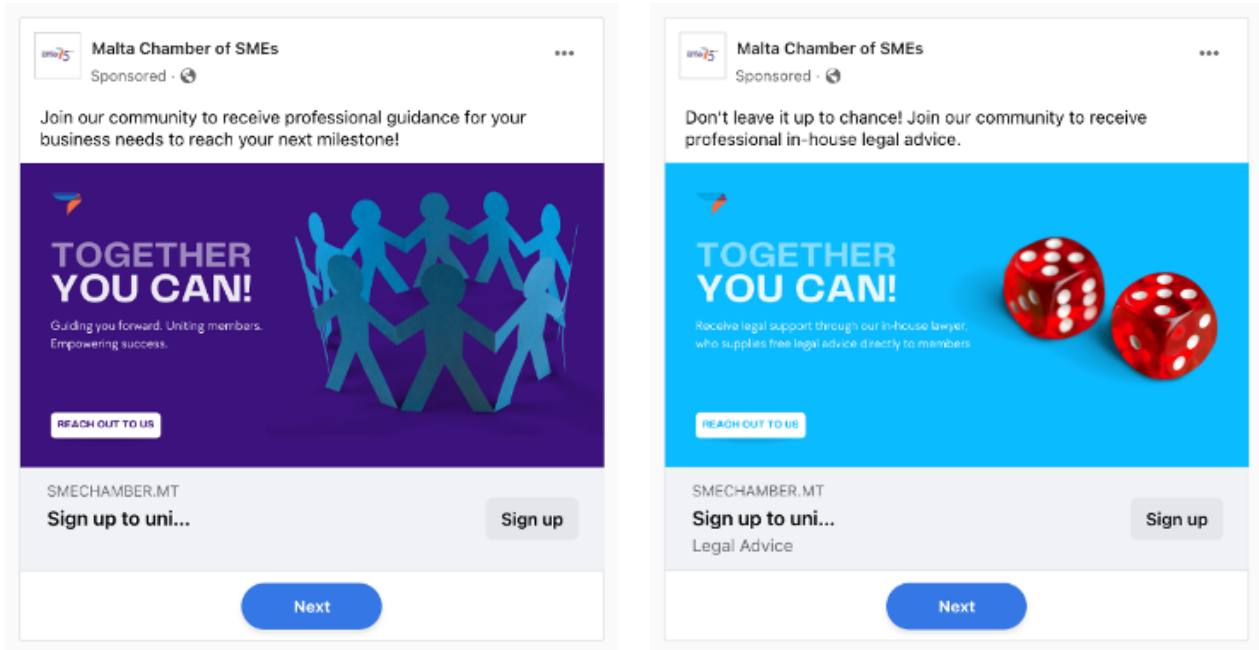 sme75
Malta Chamber of SMEs
Sponsored ·
Join our community to receive professional guidance for your
business needs to reach your next milestone!
TOGETHER
YOU CAN!
Guiding you forward. Uniting members.
Empowering success.
REACH OUT TO US
SMECHAMBER.MT
Sign up to uni...
Sign up
Next
sme75
Malta Chamber of SMEs
Sponsored ·
Don't leave it up to chance! Join our community to receive
professional in-house legal advice.
TOGETHER
YOU CAN!
Receive legal support through our in-house lawyer,
who supplies free legal advice directly to members
REACH OUT TO US
SMECHAMBER.MT
Sign up to uni...
Legal Advice
Sign up
Next